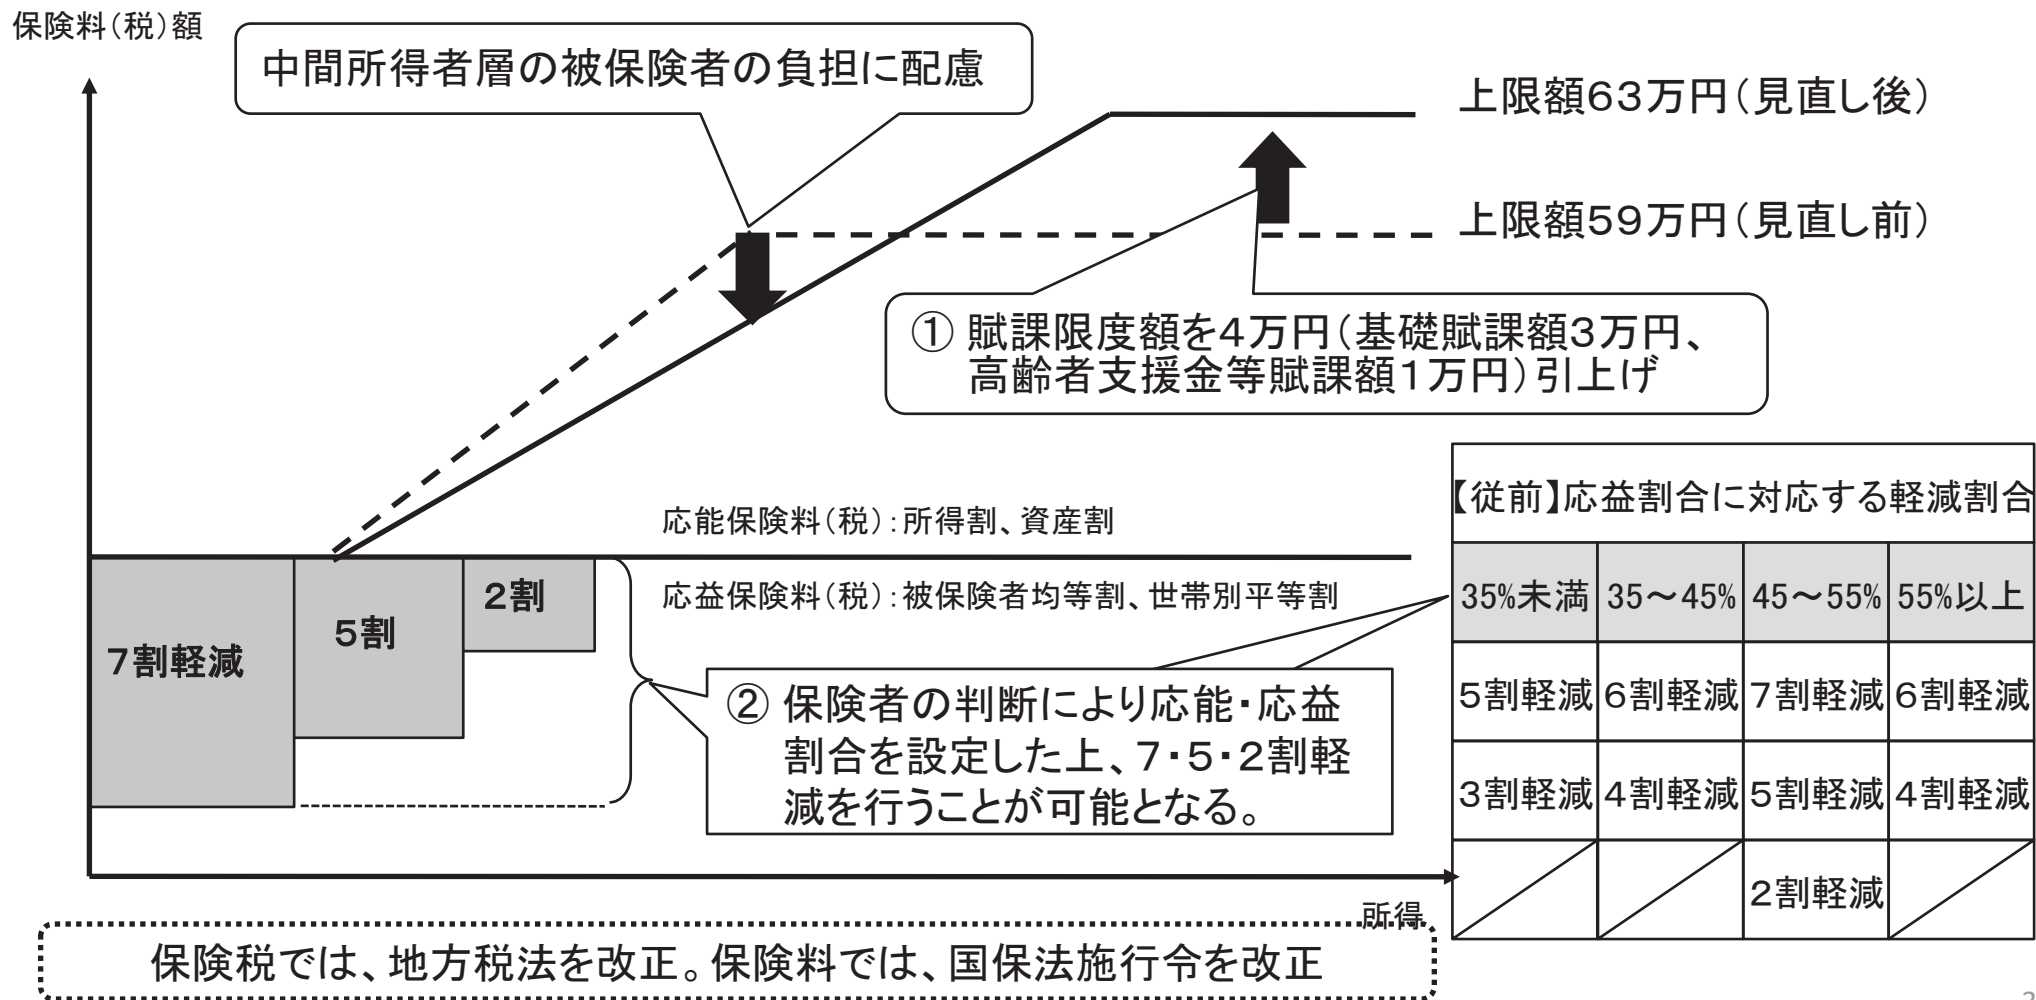 保険料（税）額
中間所得者層の被保険者の負担に配慮
上限額６３万円（見直し後）
上限額５９万円（見直し前）
① 賦課限度額を４万円（基礎賦課額３万円、
高齢者支援金等賦課額１万円）引上げ
応能保険料（税）：所得割、資産割
応益保険料（税）：被保険者均等割、世帯別平等割
７割軽減
５割
２割
② 保険者の判断により応能・応益
割合を設定した上、７・５・２割軽
減を行うことが可能となる。
【従前】応益割合に対応する軽減割合
35%未満 35～45% 45～55% 55%以上
５割軽減 ６割軽減 ７割軽減 ６割軽減
３割軽減 ４割軽減 ５割軽減 ４割軽減
２割軽減
所得
保険税では、地方税法を改正。保険料では、国保法施行令を改正